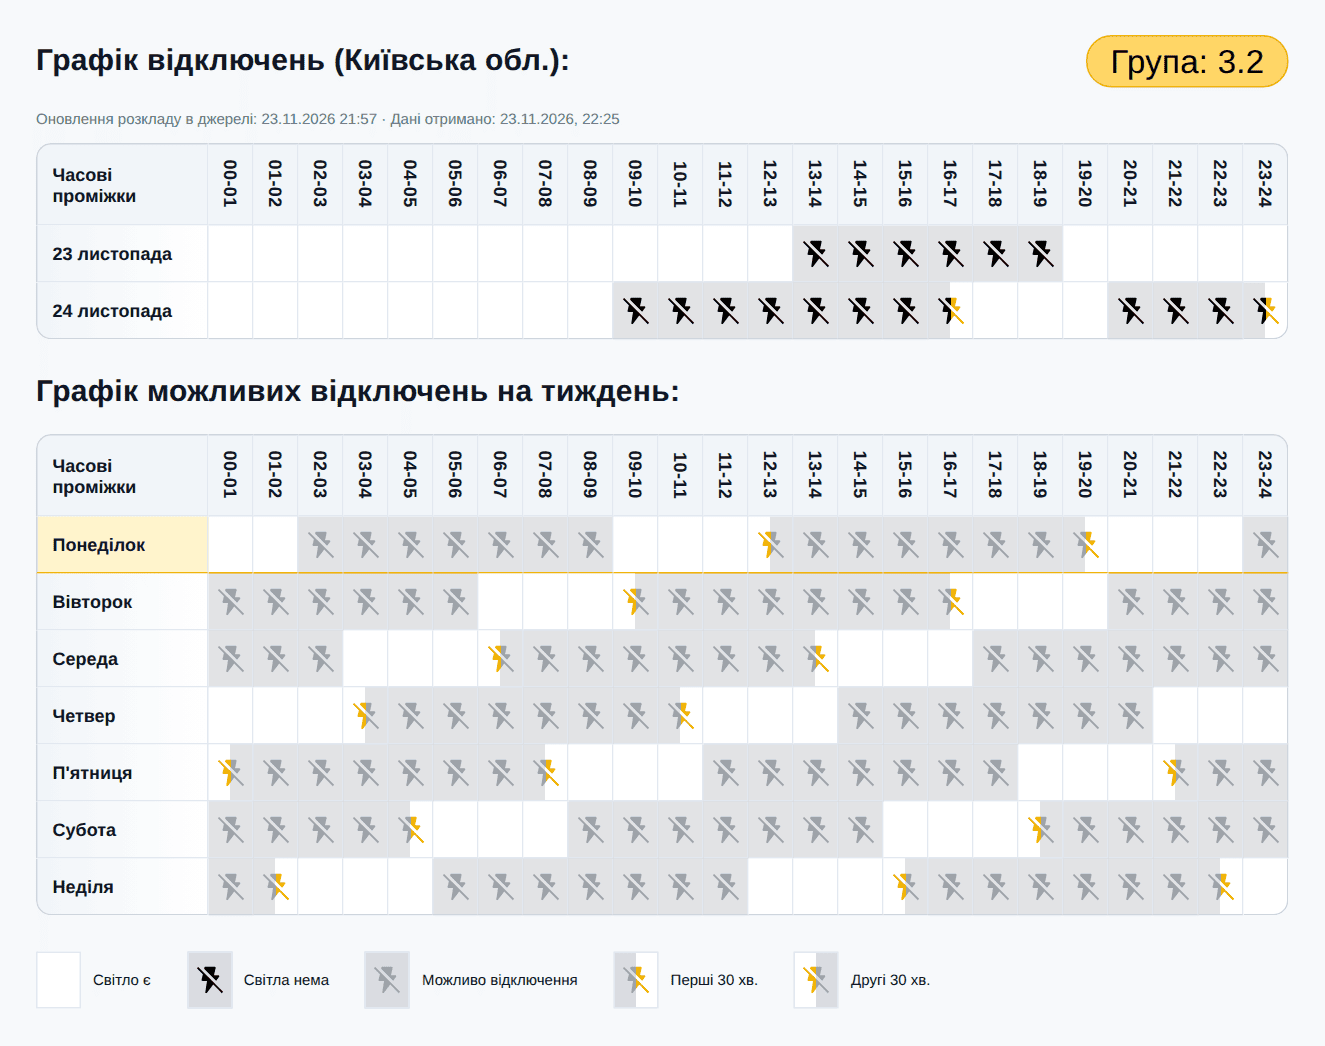 Графік відключень (Київська обл.):
Група: 3.2
Оновлення розкладу в джерелі: 23.11.2026 21:57 · Дані отримано: 23.11.2026, 22:25
Часові проміжки 00-01 01-02 02-03 03-04 04-05 05-06 06-07 07-08 08-09 09-10 10-11 11-12 12-13 13-14 14-15 15-16 16-17 17-18 18-19 19-20 20-21 21-22 22-23 23-24
23 листопада
24 листопада
Графік можливих відключень на тиждень:
Часові проміжки 00-01 01-02 02-03 03-04 04-05 05-06 06-07 07-08 08-09 09-10 10-11 11-12 12-13 13-14 14-15 15-16 16-17 17-18 18-19 19-20 20-21 21-22 22-23 23-24
Понеділок
Вівторок
Середа
Четвер
П'ятниця
Субота
Неділя
Світло є Світла нема Можливо відключення Перші 30 хв. Другі 30 хв.